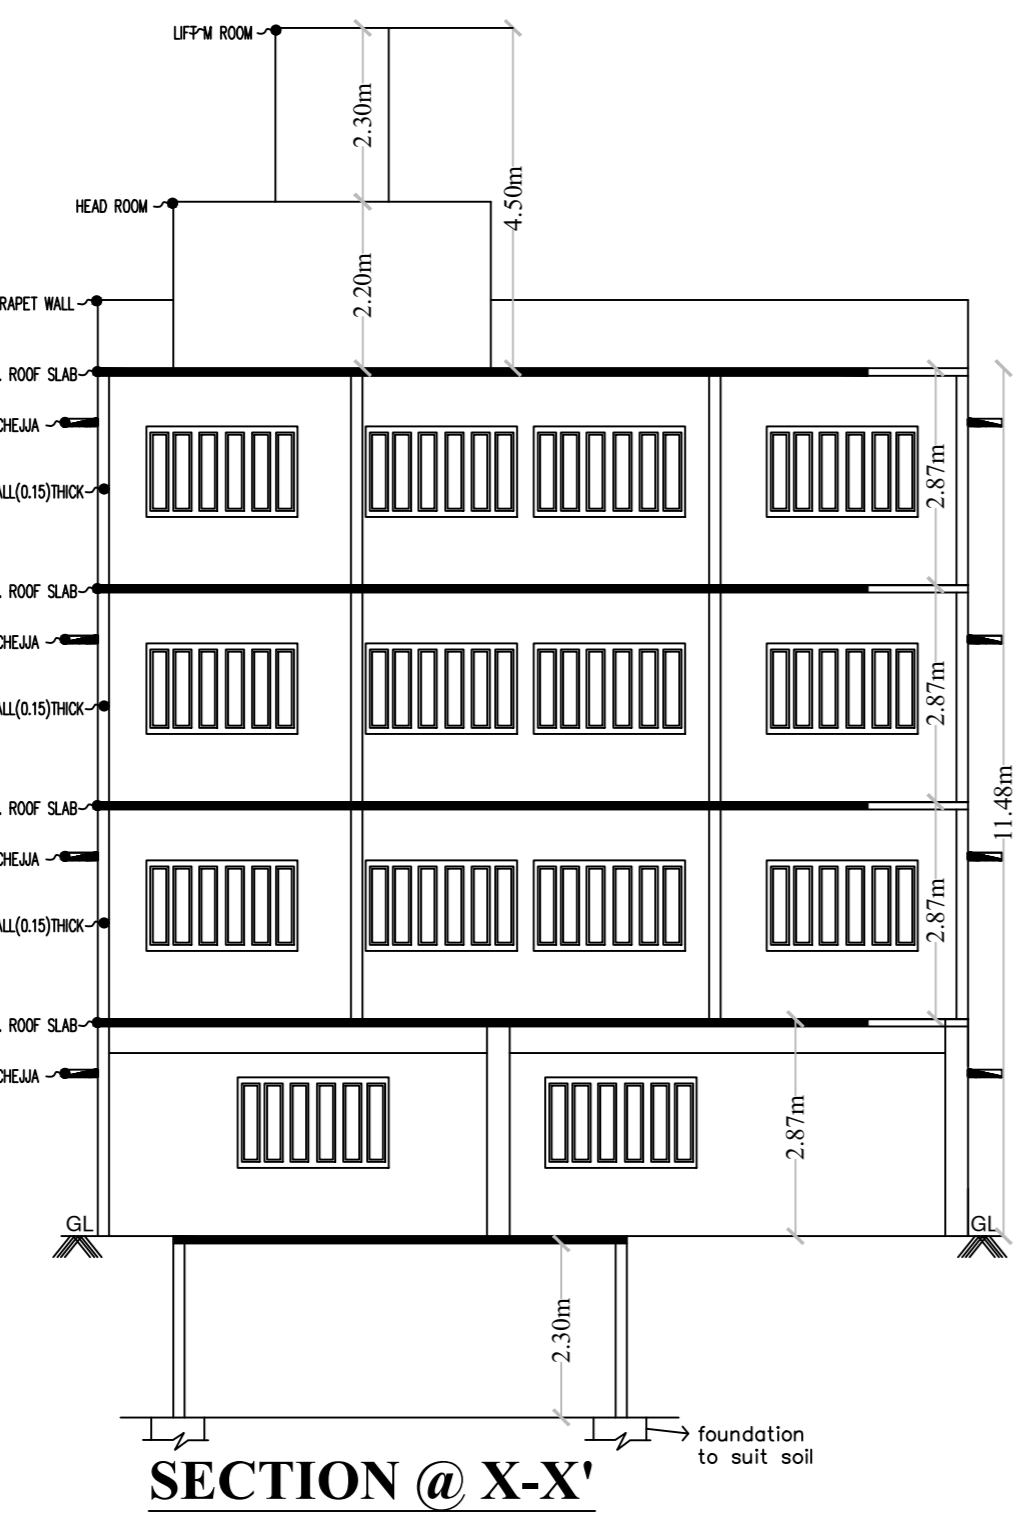 LIFT M ROOM
2.30m
4.50m
HEAD ROOM
2.20m
RAPET WALL
ROOF SLAB
CHEJJA
2.87m
ALL(0.15)THICK
ROOF SLAB
CHEJJA
2.87m
ALL(0.15)THICK
11.48m
ROOF SLAB
CHEJJA
2.87m
ALL(0.15)THICK
ROOF SLAB
CHEJJA
2.87m
GL
GL
2.30m
foundation
to suit soil
SECTION @ X-X'